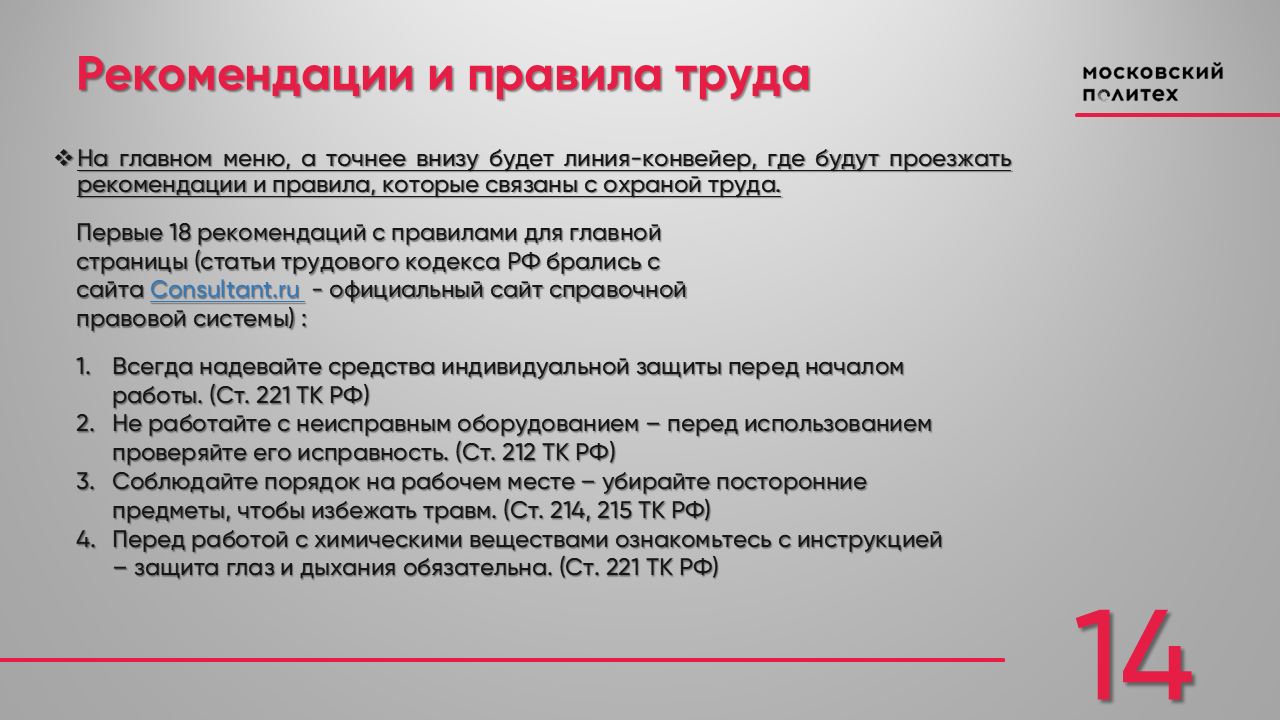 Рекомендации и правила труда
московский
политех
❖ На главном меню, а точнее внизу будет линия-конвейер, где будут проезжать
рекомендации и правила, которые связаны с охраной труда.
Первые 18 рекомендаций с правилами для главной
страницы (статьи трудового кодекса РФ брались с
сайта Consultant.ru - официальный сайт справочной
правовой системы) :
1. Всегда надевайте средства индивидуальной защиты перед началом
работы. (Ст. 221 ТК РФ)
2. Не работайте с неисправным оборудованием – перед использованием
проверяйте его исправность. (Ст. 212 ТК РФ)
3. Соблюдайте порядок на рабочем месте – убирайте посторонние
предметы, чтобы избежать травм. (Ст. 214, 215 ТК РФ)
4. Перед работой с химическими веществами ознакомьтесь с инструкцией
– защита глаз и дыхания обязательна. (Ст. 221 ТК РФ)
14